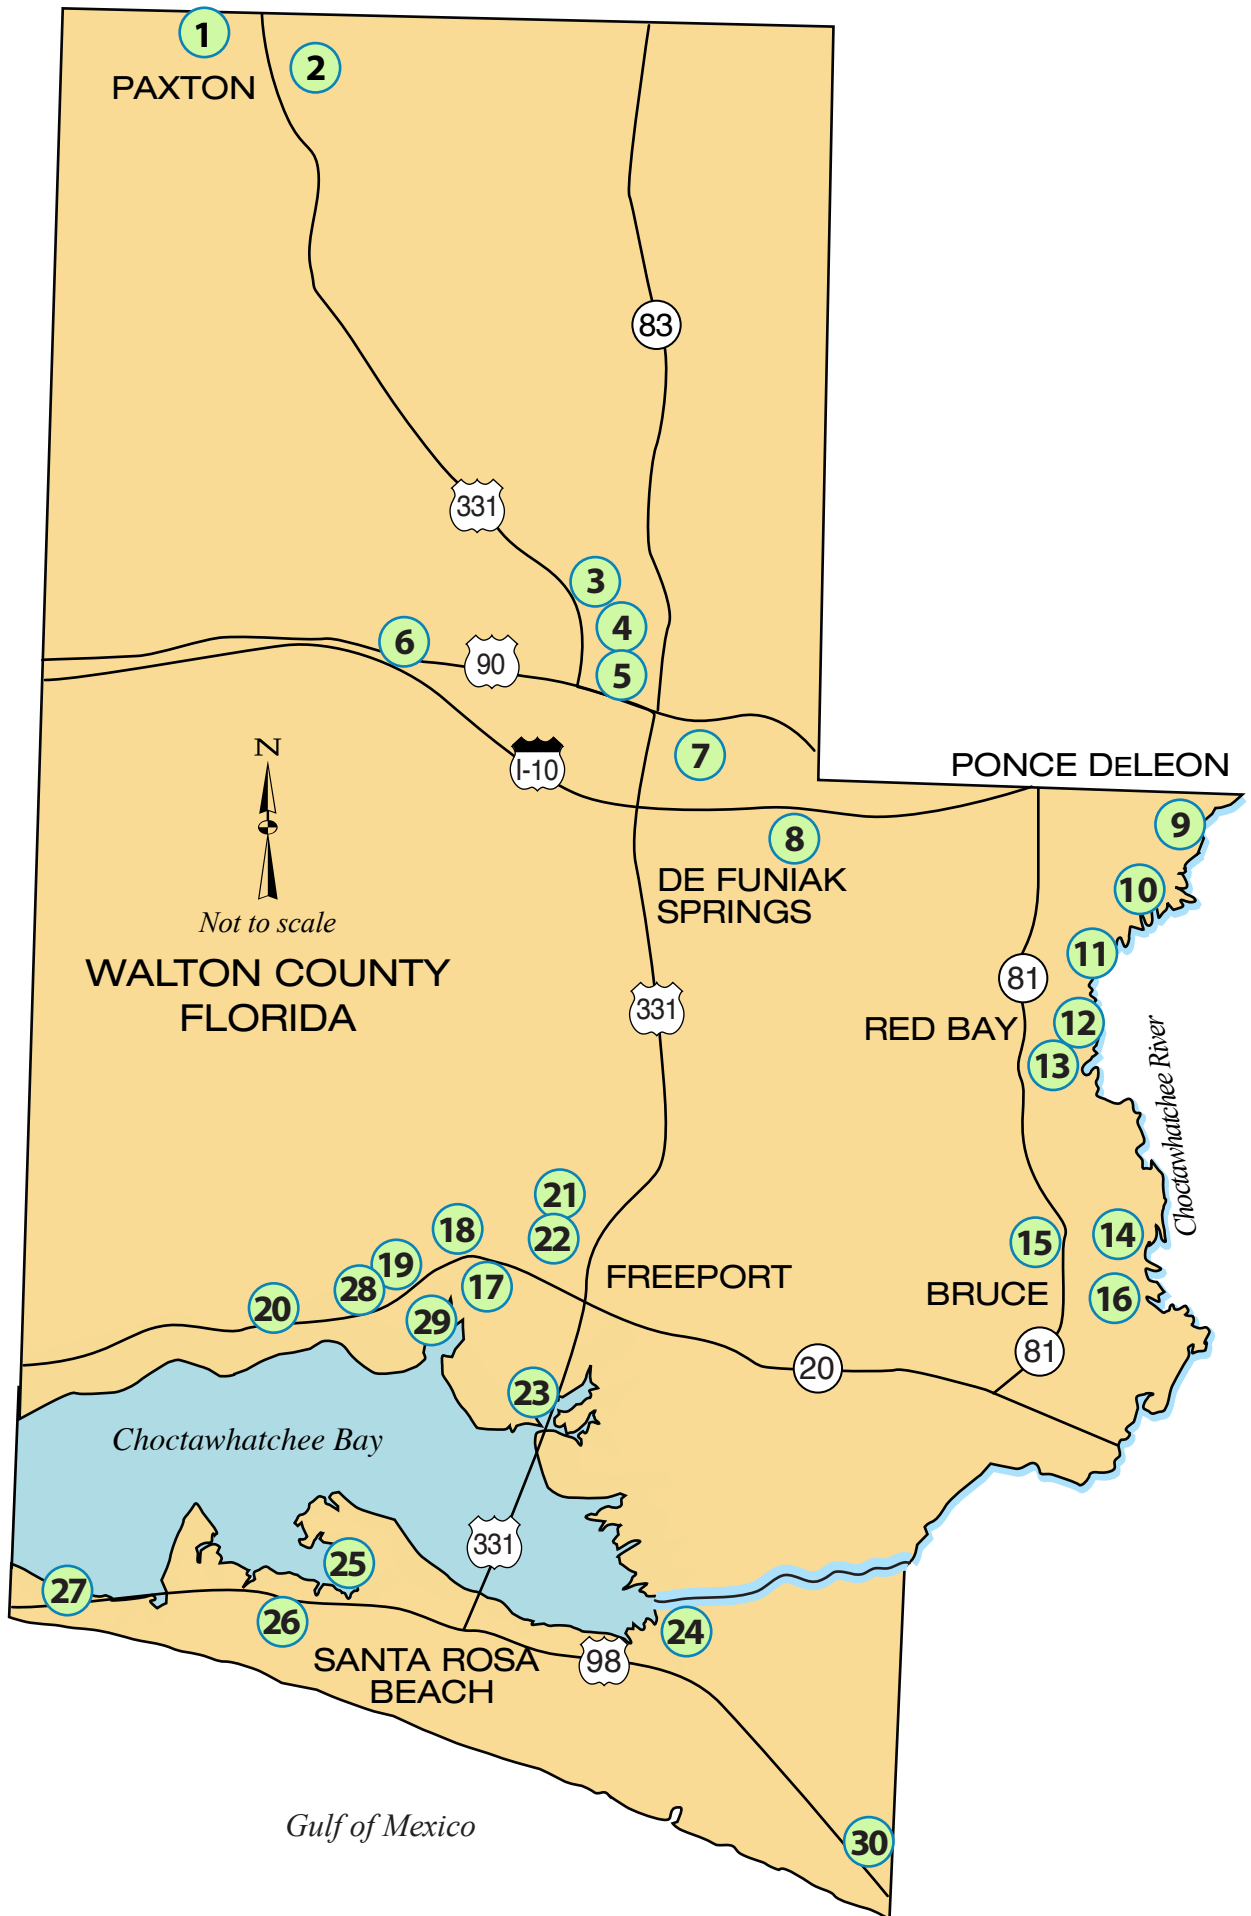 1
2
PAXTON
83
331
3
4
6
90
5
7
I-10
N
PONCE DELEON
9
8
DE FUNIAK
SPRINGS
10
Not to scale
WALTON COUNTY
FLORIDA
11
81
331
RED BAY
12
13
Choctawhatchee River
21
18
22
15
14
19
28
17
FREEPORT
BRUCE
16
20
29
81
20
23
Choctawhatchee Bay
331
25
27
26
24
SANTA ROSA
BEACH
98
Gulf of Mexico
30